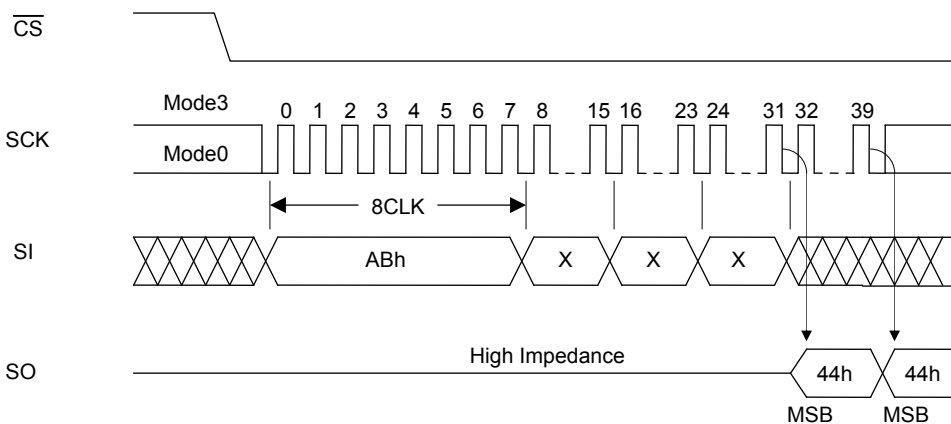 CS
Mode3
0 1 2 3 4 5 6 7 8 15 16 23 24 31 32 39
SCK
Mode0
8CLK
SI
ABh X X X
High Impedance
SO
44h 44h
MSB MSB